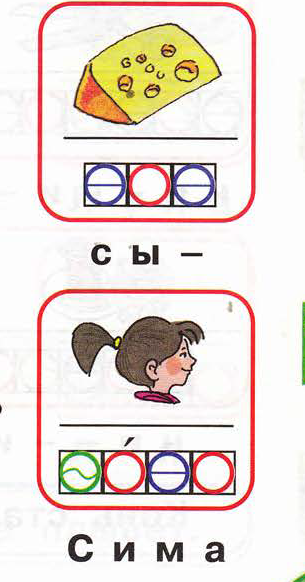 с ы –
С и м а